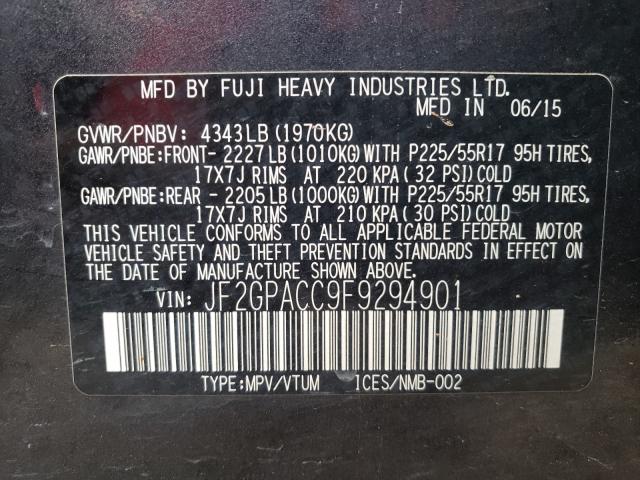 MFD BY FUJI HEAVY INDUSTRIES LTD.
MED IN 06/15
GVWR/PNBV: 4343LB (1970KG)
GAWR/PNBE:FRONT- 2227LB (1010KG) WITH P225/55R17 95H TIRES,
17X7J RIMS AT 220 KPA (32 PSI) COLD
GAWR/PNBE:REAR - 2205LB (1000KG) WITH P225/55R17 95H TIRES,
17X7J RIMS AT 210 KPA (30 PSI) COLD
THIS VEHICLE CONFORMS TO ALL APPLICABLE FEDERAL MOTOR
VEHICLE SAFETY AND THEFT PREVENTION STANDARDS IN EFFECT ON
THE DATE OF MANUFACTURE SHOWN ABOVE.
VIN: JF2GPACC9F9294901
TYPE:MPV/VTUM ICES/NMB-002